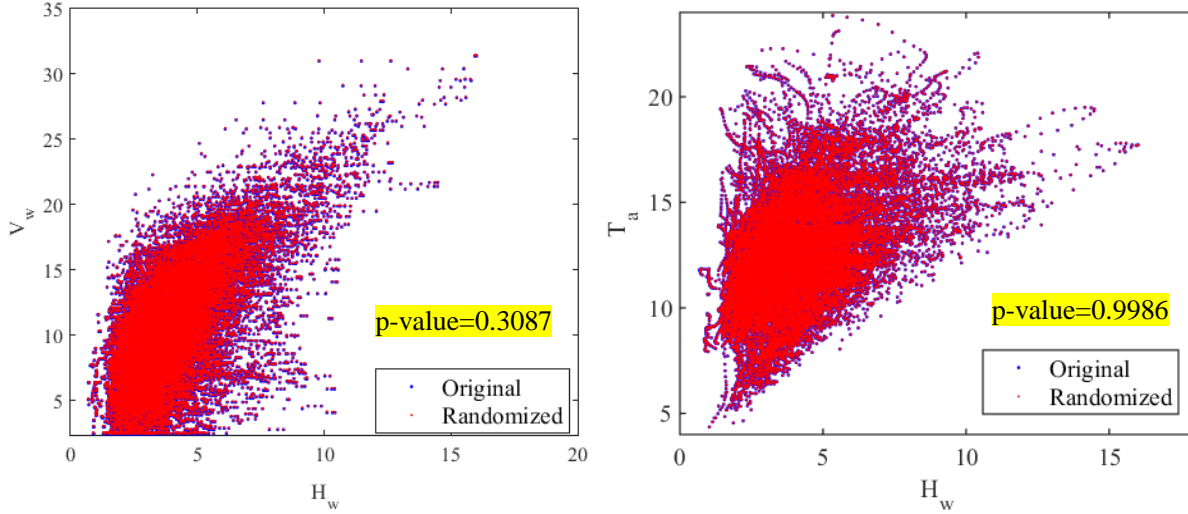 35
30
25
20
15
10
5
V_w
0 5 10 15 20
H_w
p-value=0.3087
Original
Randomized
20
15
10
5
T_a
0 5 10 15
H_w
p-value=0.9986
Original
Randomized